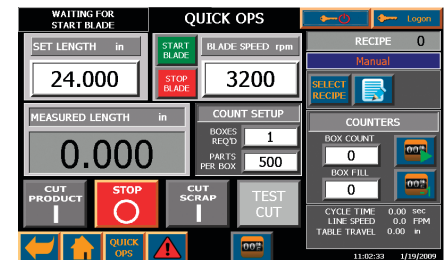 WAITING FOR
START BLADE
QUICK OPS
Logon
SET LENGTH in
24.000
START
BLADE
STOP
BLADE
BLADE SPEED rpm
3200
RECIPE 0
Manual
SELECT
RECIPE
MEASURED LENGTH in
0.000
COUNT SETUP
BOXES
REQ'D
1
PARTS
PER BOX
500
COUNTERS
BOX COUNT
0
BOX FILL
0
CUT
PRODUCT
STOP
CUT
SCRAP
TEST
CUT
CYCLE TIME 0.00 sec
LINE SPEED 0.0 FPM
TABLE TRAVEL 0.00 in
QUICK
OPS
11:02:33 1/19/2009